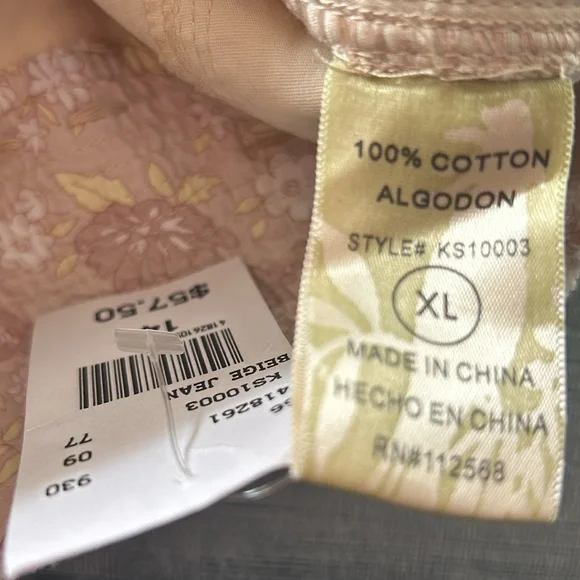 100% COTTON
ALGODON
STYLE# KS10003
XL
MADE IN CHINA
HECHO EN CHINA
RN#112568
418261
KS10003
BEIGE JEAN
14
$57.50
77
09
930